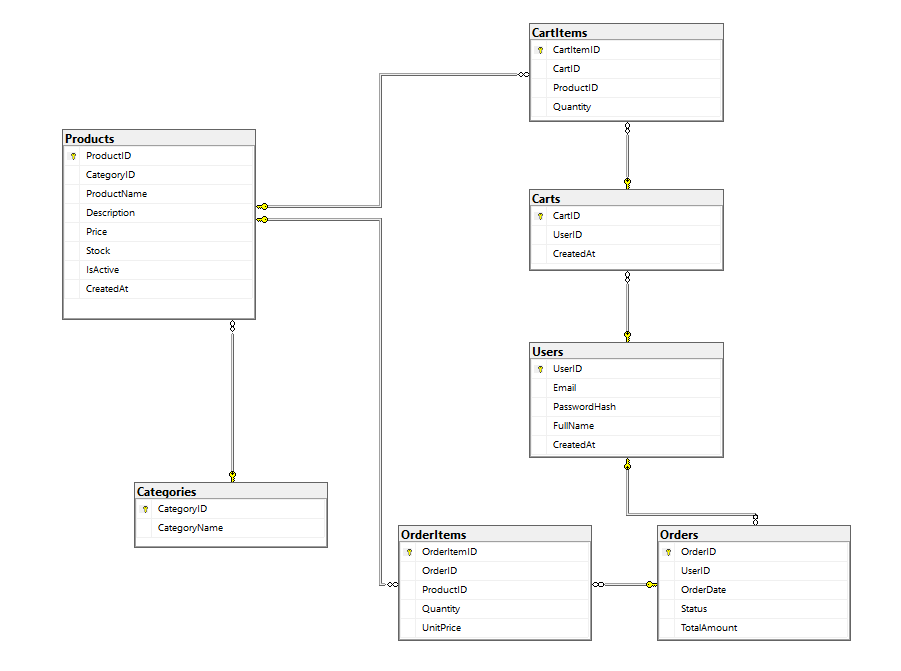 CartItems
CartItemID
CartID
ProductID
Quantity
Products
ProductID
CategoryID
ProductName
Description
Price
Stock
IsActive
CreatedAt
Carts
CartID
UserID
CreatedAt
Users
UserID
Email
PasswordHash
FullName
CreatedAt
Categories
CategoryID
CategoryName
OrderItems
OrderItemID
OrderID
ProductID
Quantity
UnitPrice
Orders
OrderID
UserID
OrderDate
Status
TotalAmount